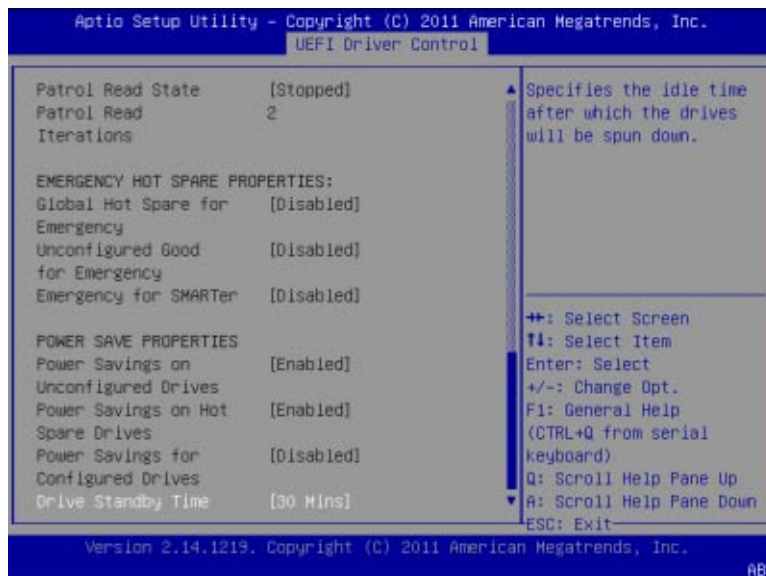 Aptio Setup Utility – Copyright (C) 2011 American Megatrends, Inc.
UEFI Driver Control
Patrol Read State [Stopped]
Patrol Read 2
Iterations
EMERGENCY HOT SPARE PROPERTIES:
Global Hot Spare for [Disabled]
Emergency
Unconfigured Good [Disabled]
for Emergency
Emergency for SMARTer [Disabled]
POWER SAVE PROPERTIES
Power Savings on [Enabled]
Unconfigured Drives
Power Savings on Hot [Enabled]
Spare Drives
Power Savings for [Disabled]
Configured Drives
Drive Standby Time [30 Mins]
Specifies the idle time
after which the drives
will be spun down.
→←: Select Screen
↑↓: Select Item
Enter: Select
+/-: Change Opt.
F1: General Help
(CTRL+Q from serial
keyboard)
Q: Scroll Help Pane Up
A: Scroll Help Pane Down
ESC: Exit
Version 2.14.1219. Copyright (C) 2011 American Megatrends, Inc.
AB